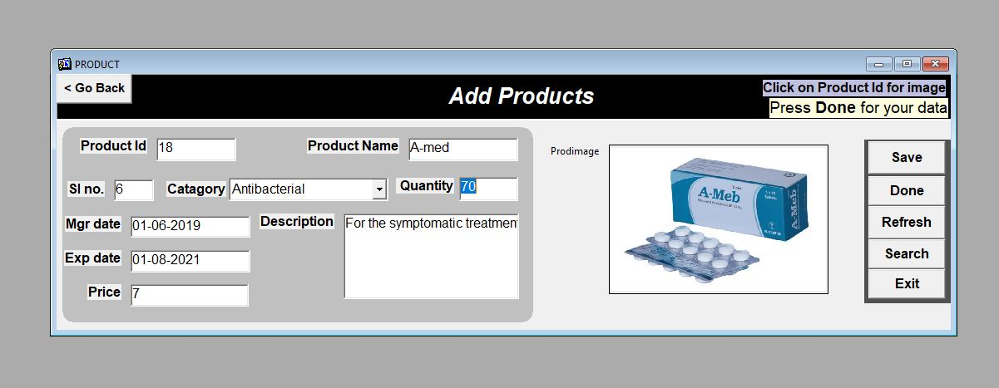 PRODUCT
< Go Back
Add Products
Click on Product Id for image
Press Done for your data
Product Id 18
Product Name A-med
Sl no. 6
Catagory Antibacterial
Quantity 70
Mgr date 01-06-2019
Description For the symptomatic treatmen
Exp date 01-08-2021
Price 7
Prodimage
A-Meb
Tablets
A-Meb
Save
Done
Refresh
Search
Exit